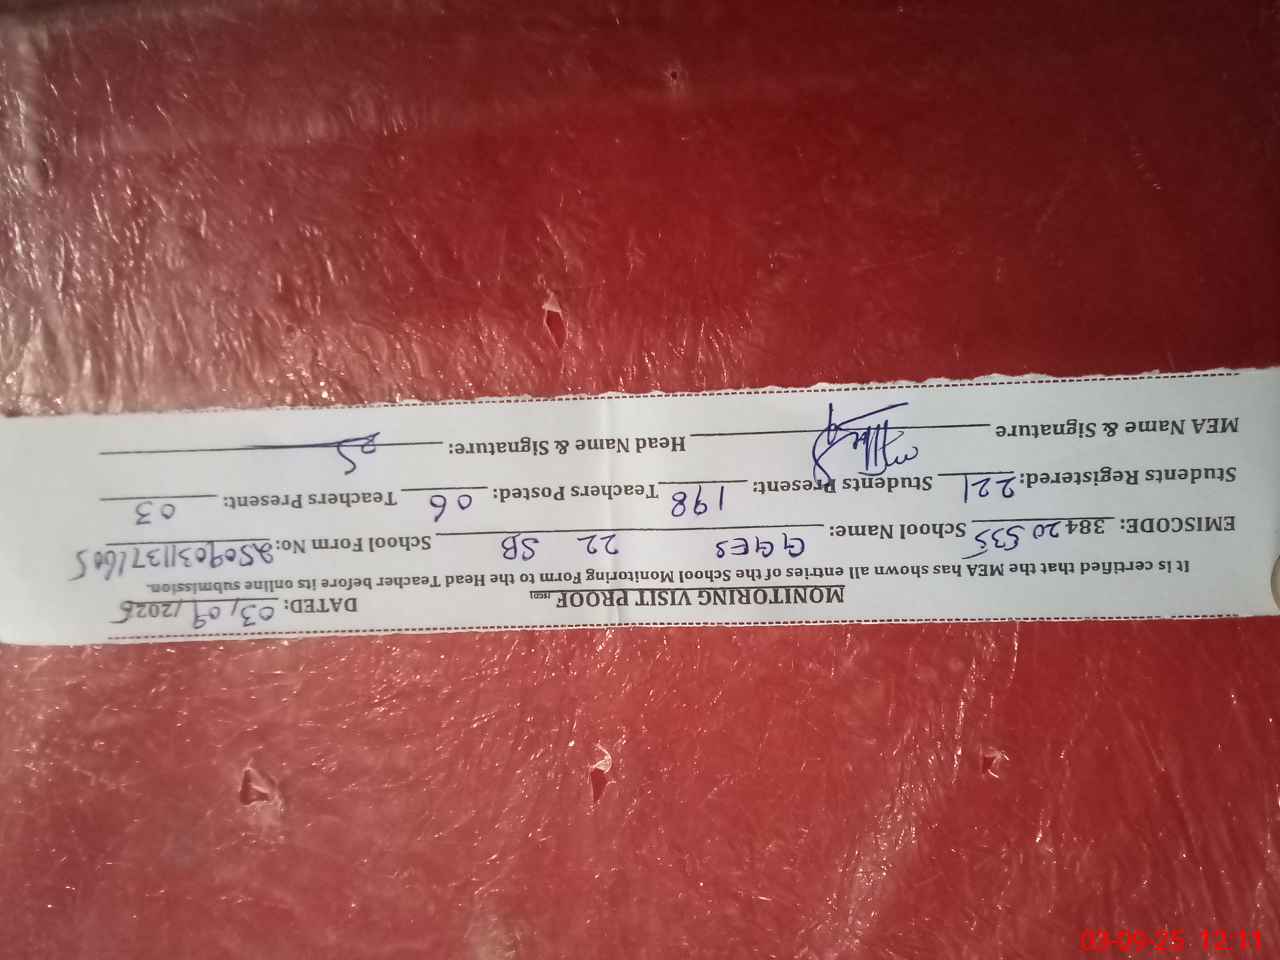 MONITORING VISIT PROOF DATED: 03/09/2025
It is certified that the MEA has shown all entries of the School Monitoring Form to the Head Teacher before its online submission.
EMISCODE: 38420535 School Name: GGES 22 SB School Form No: 25090311371605
Students Registered: 221 Students Present: 198 Teachers Posted: 06 Teachers Present: 03
MEA Name & Signature Head Name & Signature:
03-09-25 12:11